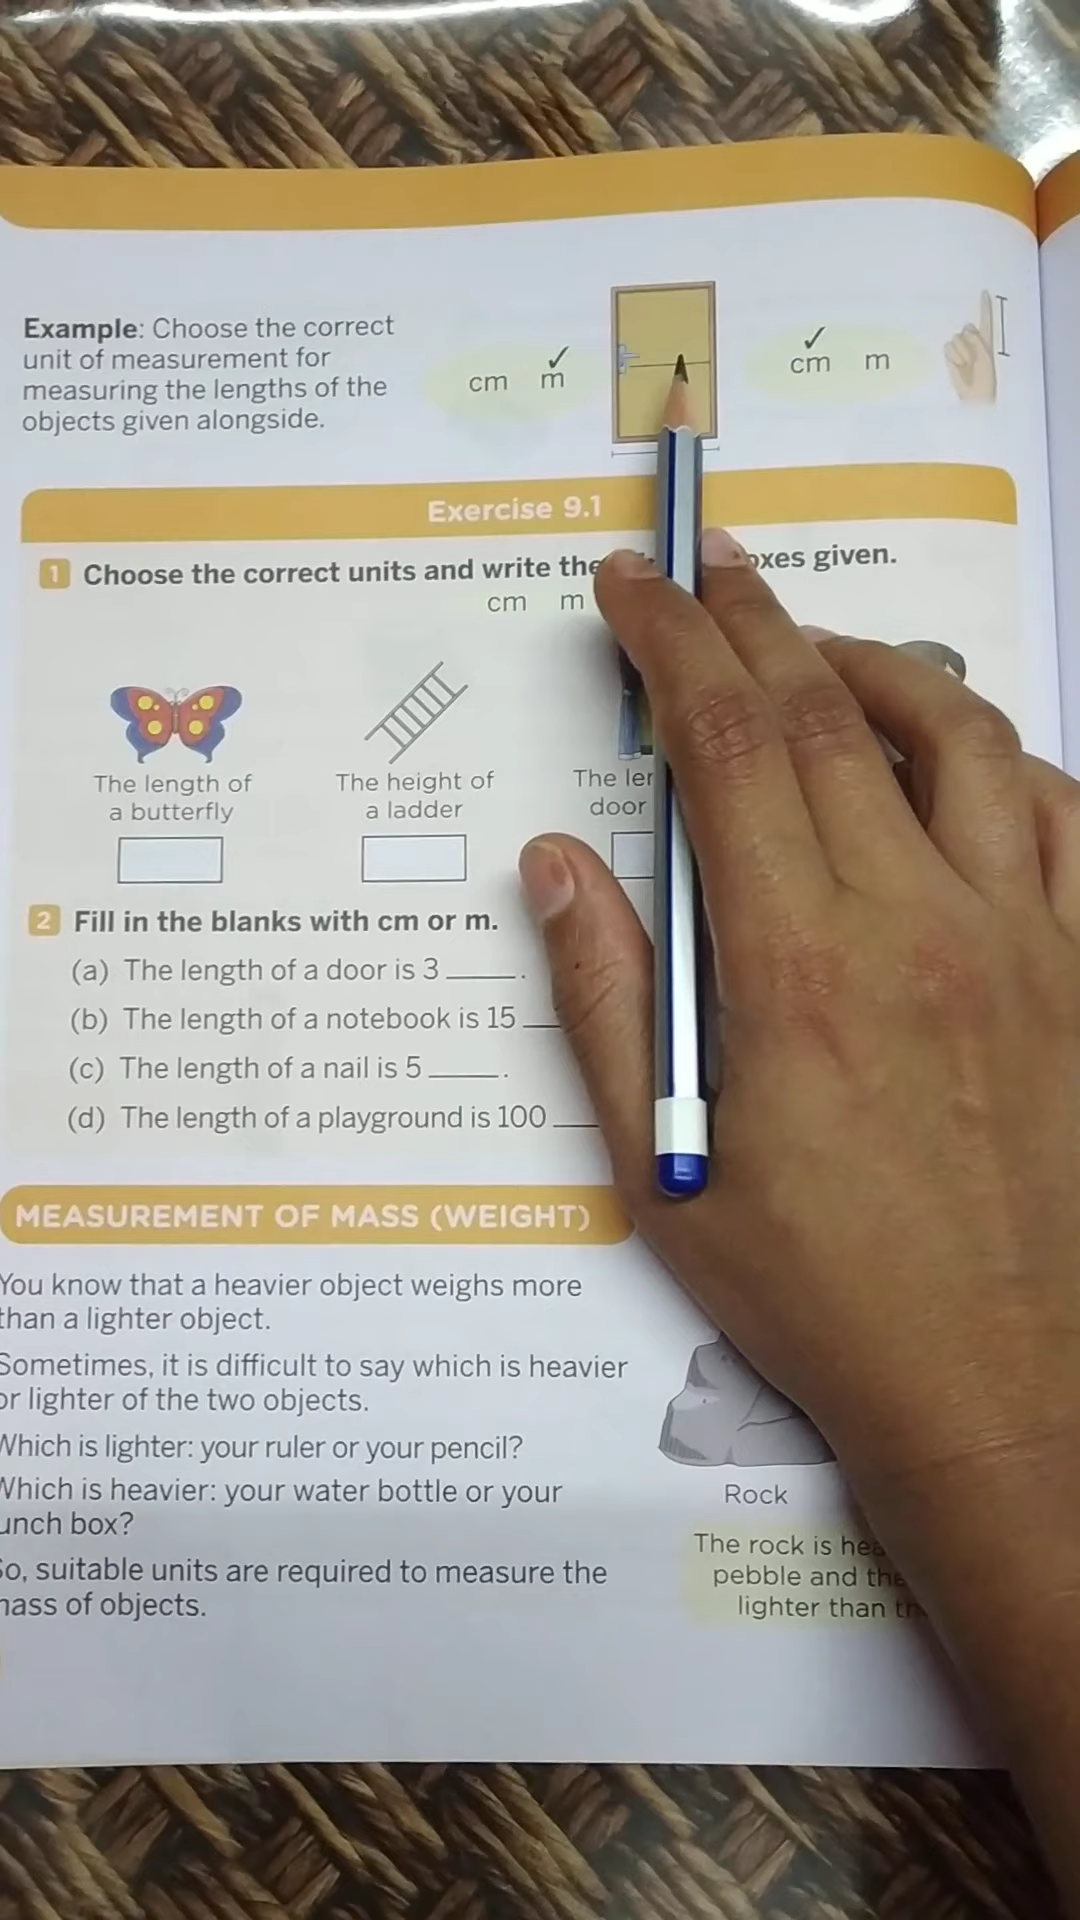 Example: Choose the correct
unit of measurement for
measuring the lengths of the
objects given alongside.
cm m
cm m
Exercise 9.1
1 Choose the correct units and write given.
cm m
The length of
a butterfly
The height of
a ladder
The
door
2 Fill in the blanks with cm or m.
(a) The length of a door is 3 _____.
(b) The length of a notebook is 15 ___
(c) The length of a nail is 5 _____.
(d) The length of a playground is 100 ___
MEASUREMENT OF MASS (WEIGHT)
You know that a heavier object weighs more
than a lighter object.
Sometimes, it is difficult to say which is heavier
or lighter of the two objects.
Which is lighter: your ruler or your pencil?
Which is heavier: your water bottle or your
box?
So, suitable units are required to measure the
of objects.
Rock
The rock is
pebble and
lighter than